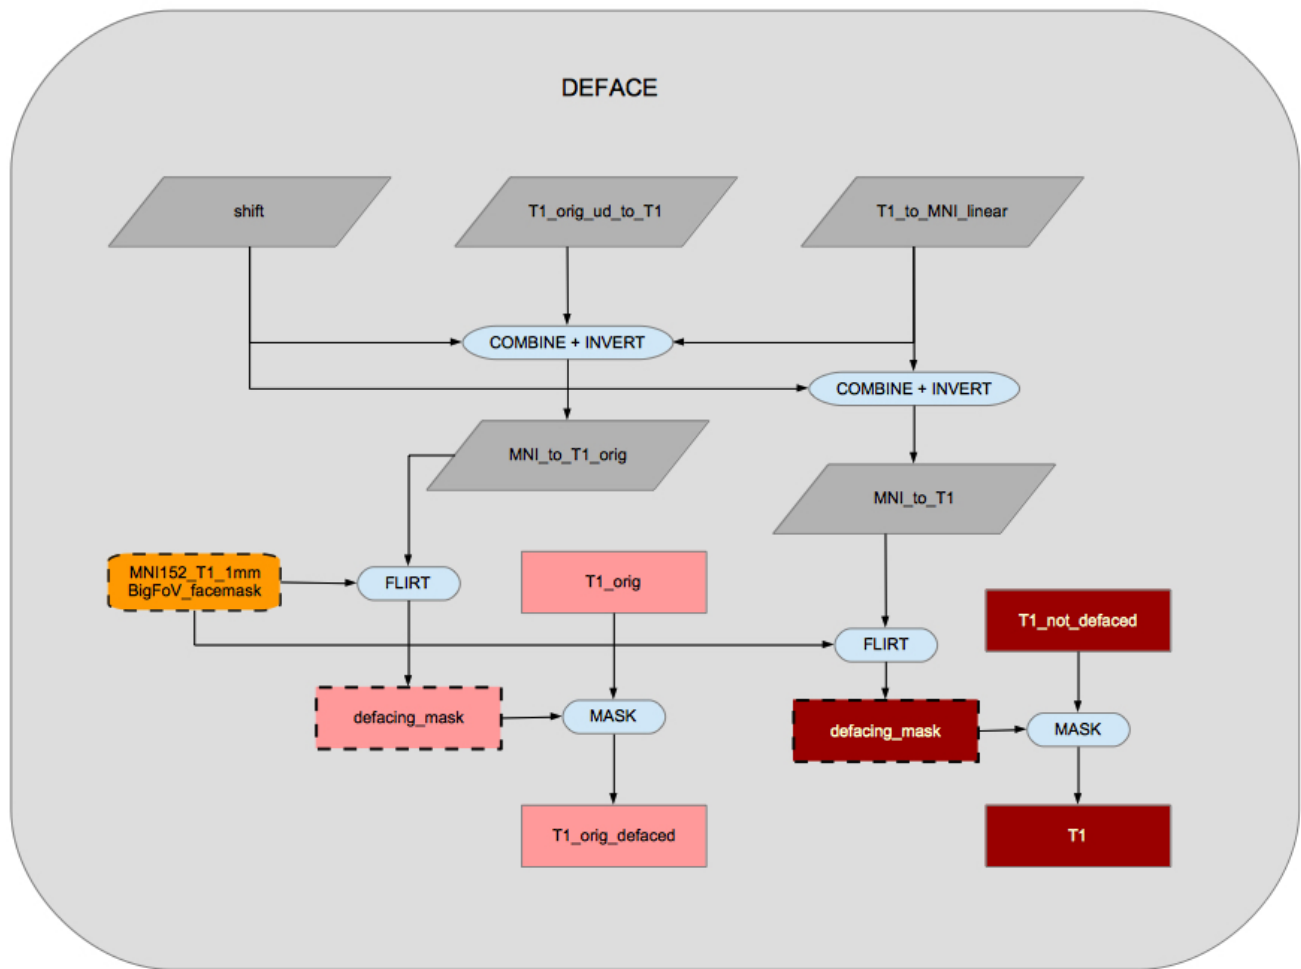 DEFACE
shift
T1_orig_ud_to_T1
T1_to_MNI_linear
COMBINE + INVERT
COMBINE + INVERT
MNI_to_T1_orig
MNI_to_T1
MNI152_T1_1mm
BigFoV_facemask
FLIRT
T1_orig
T1_not_defaced
FLIRT
defacing_mask
MASK
defacing_mask
MASK
T1_orig_defaced
T1